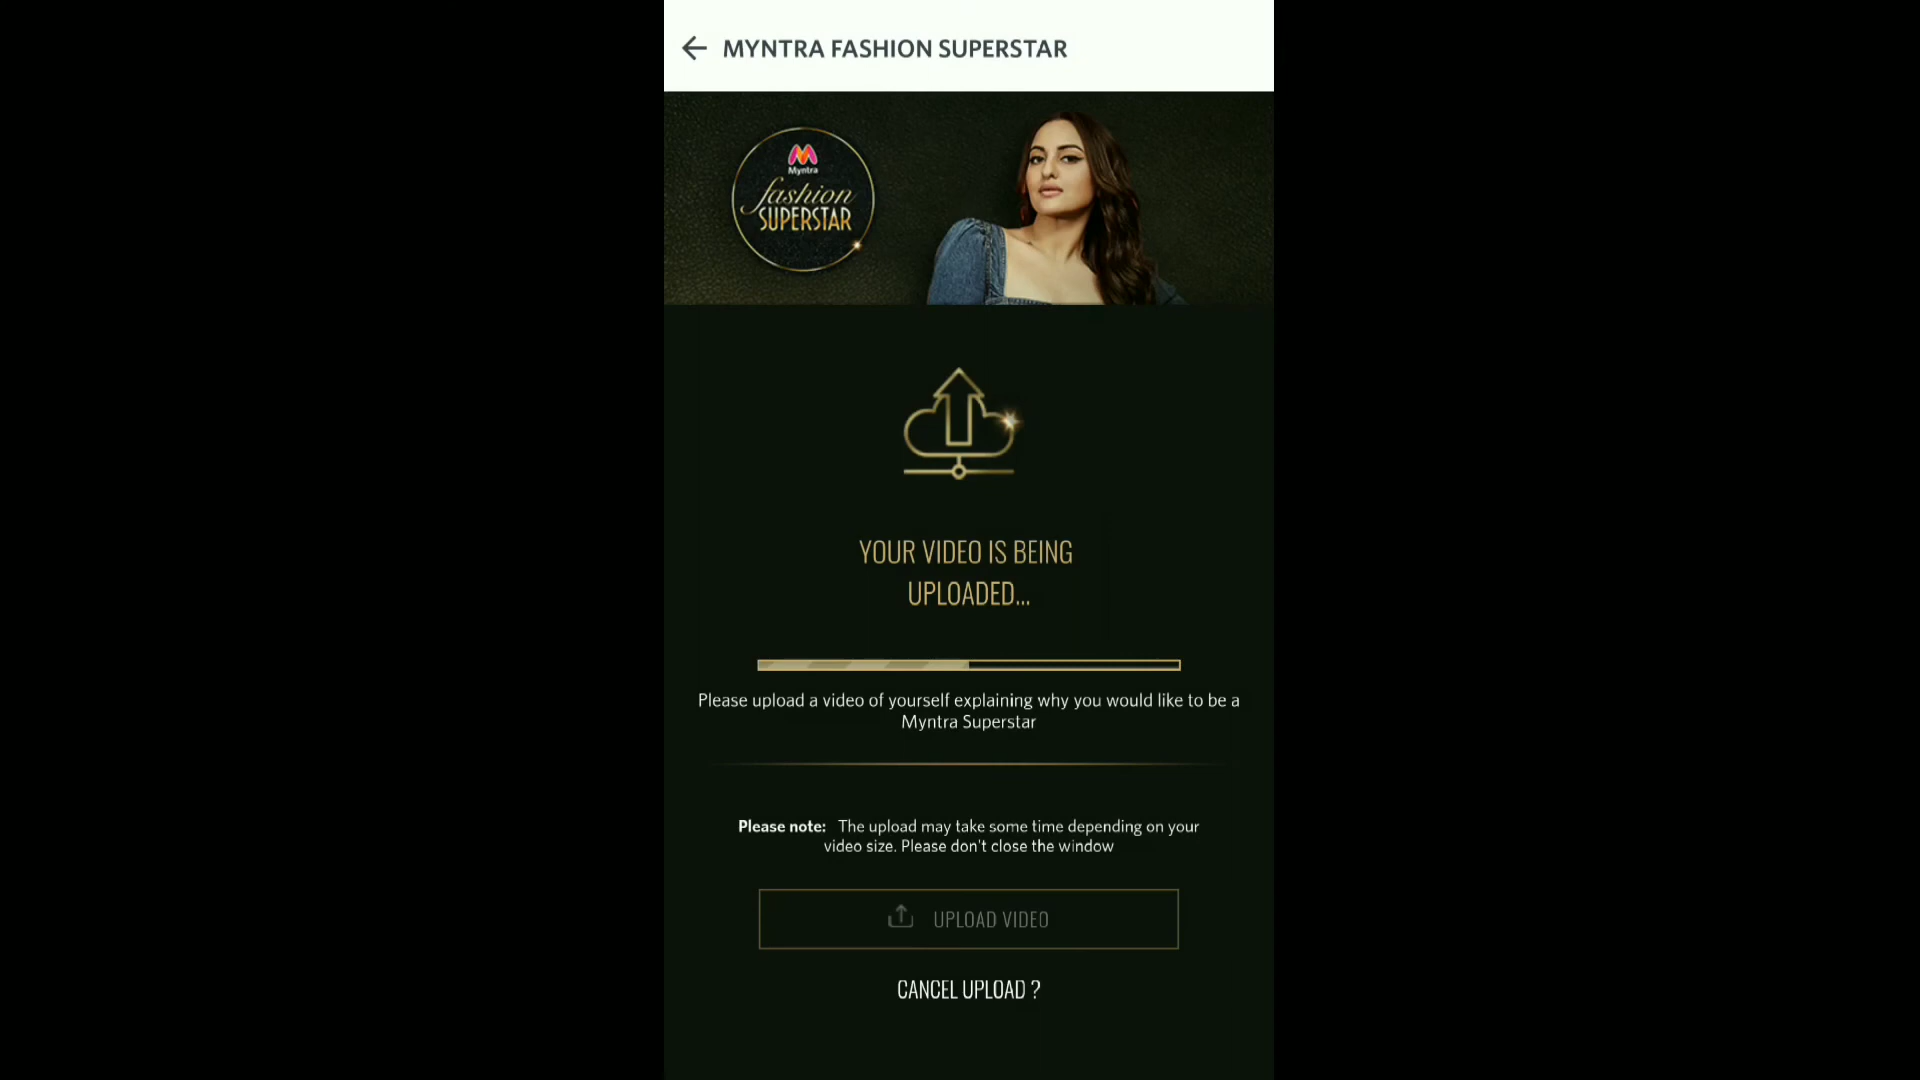 MYNTRA FASHION SUPERSTAR
Myntra
fashion
SUPERSTAR
YOUR VIDEO IS BEING
UPLOADED...
Please upload a video of yourself explaining why you would like to be a
Myntra Superstar
Please note: The upload may take some time depending on your
video size. Please don't close the window
UPLOAD VIDEO
CANCEL UPLOAD ?